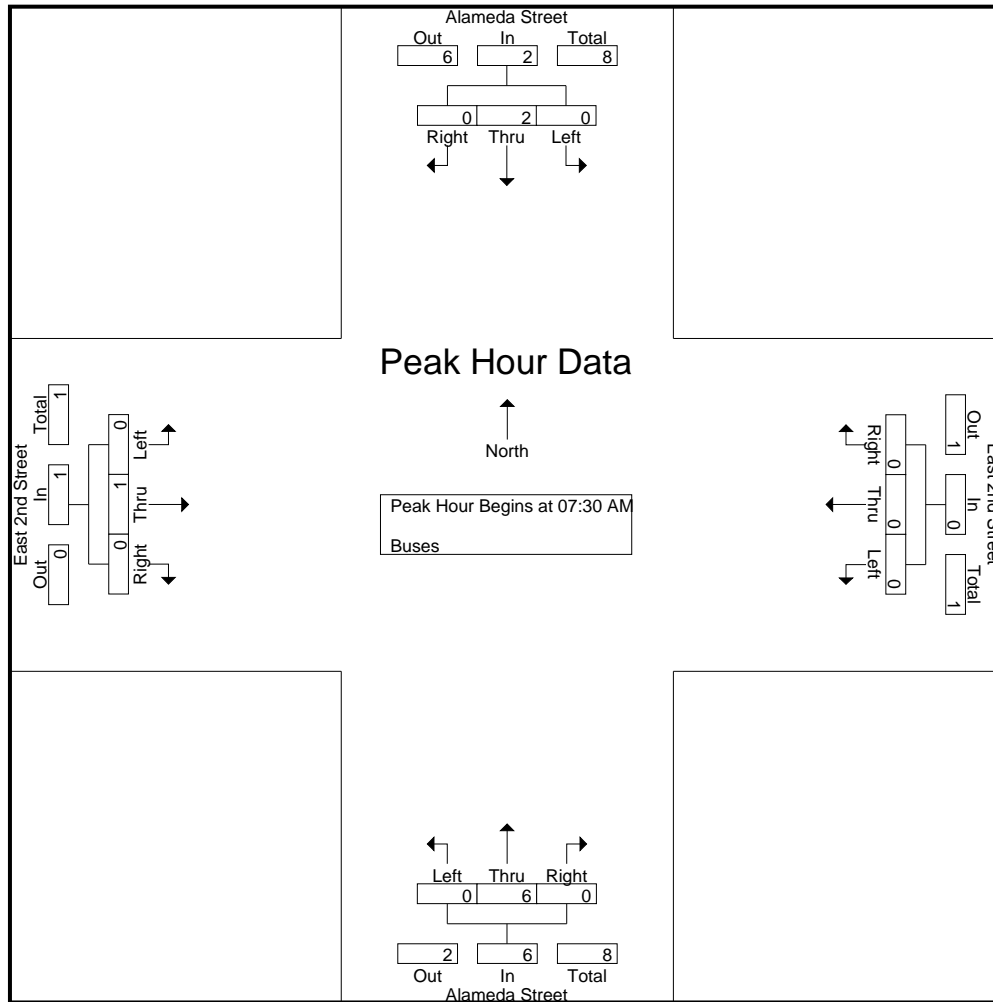 Alameda Street
Out In Total
6 2 8
0 2 0
Right Thru Left
Peak Hour Data
North
Peak Hour Begins at 07:30 AM
Buses
East 2nd Street
Out In Total
0 1 1
Right Thru Left
0 1 0
East 2nd Street
Out In Total
1 0 1
Right Thru Left
0 0 0
Left Thru Right
0 6 0
2 6 8
Out In Total
Alameda Street